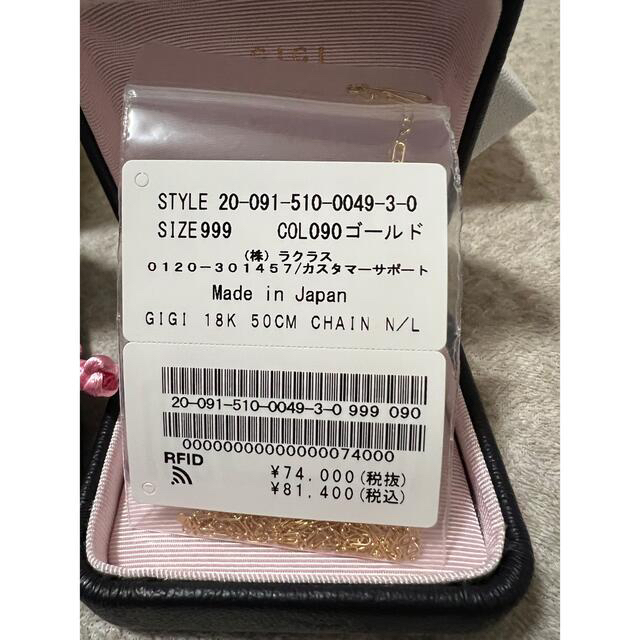 GIGI
STYLE 20-091-510-0049-3-0
SIZE999 COL090ゴールド
(株) ラクラス
0120-301457/カスタマーサポート
Made in Japan
GIGI 18K 50CM CHAIN N/L
20-091-510-0049-3-0 999 090
00000000000000074000
RFID
¥74,000(税抜)
¥81,400(税込)